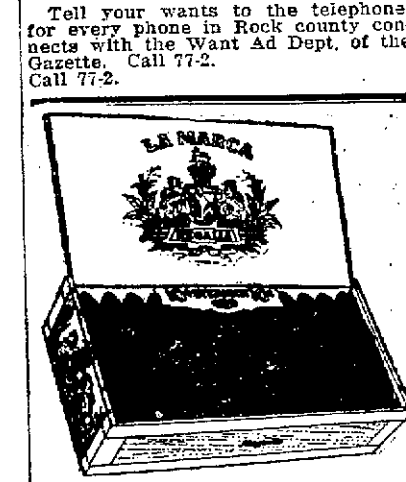 Tell your wants to the telephone
for every phone in Rock county con-
nects with the Want Ad Dept. of the
Gazette. Call 77-2.
Call 77-2.
LA MARCA